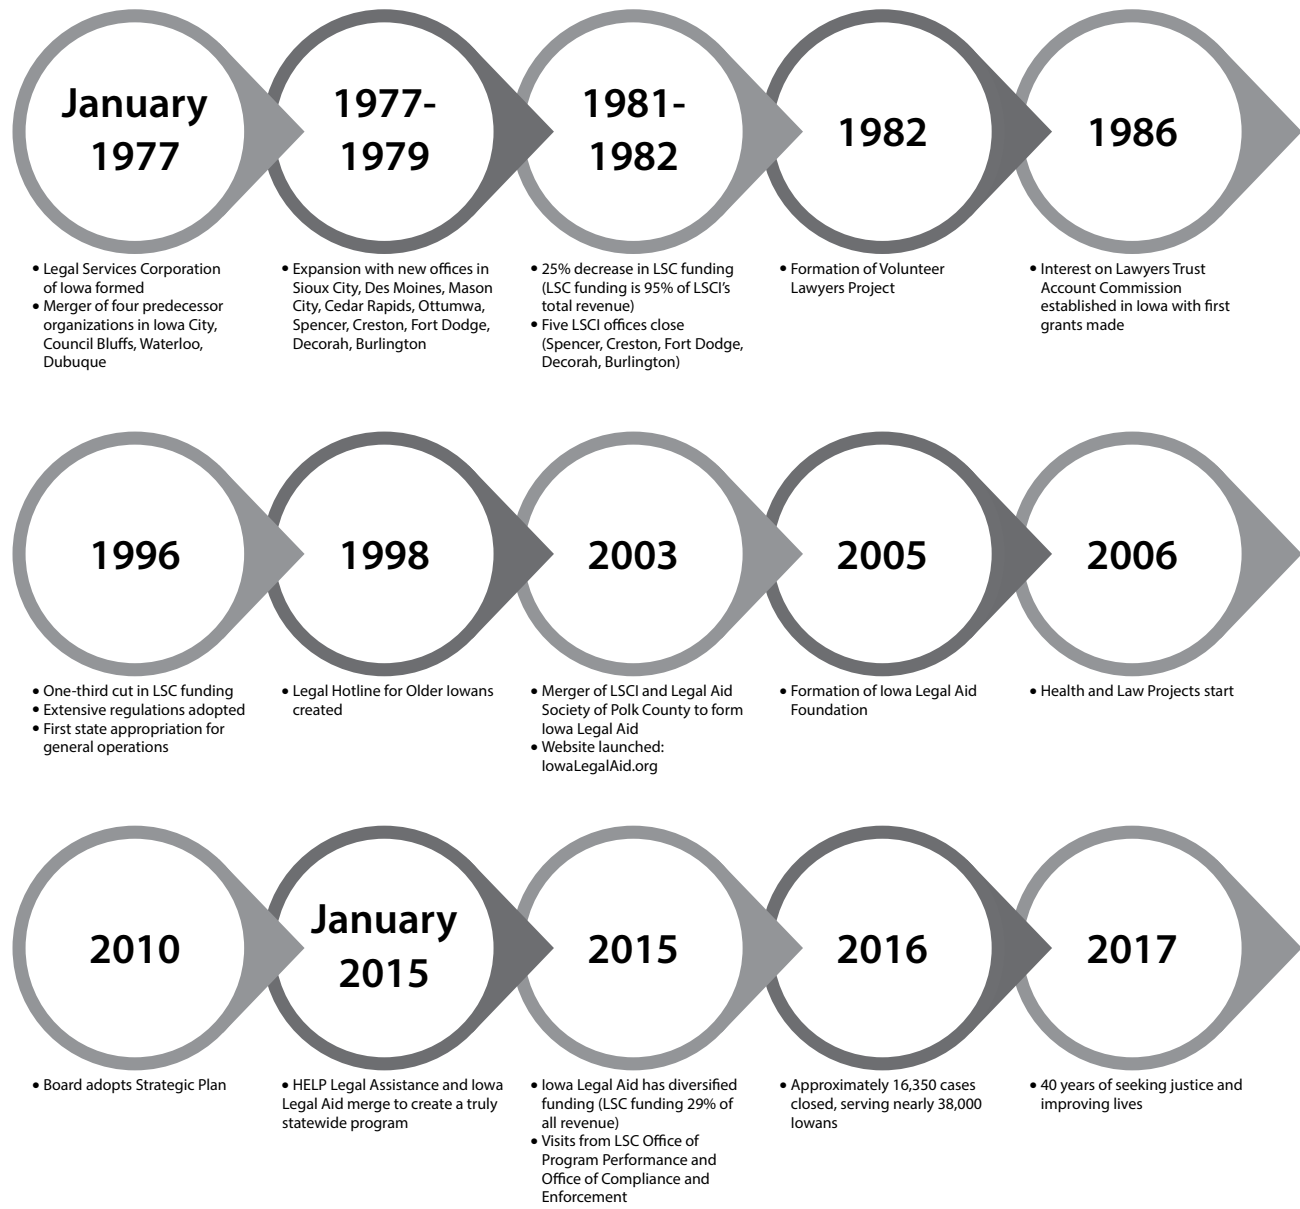 January
1977
• Legal Services Corporation
of Iowa formed
• Merger of four predecessor
organizations in Iowa City,
Council Bluffs, Waterloo,
Dubuque
1977-
1979
• Expansion with new offices in
Sioux City, Des Moines, Mason
City, Cedar Rapids, Ottumwa,
Spencer, Creston, Fort Dodge,
Decorah, Burlington
1981-
1982
• 25% decrease in LSC funding
(LSC funding is 95% of LSCI's
total revenue)
• Five LSCI offices close
(Spencer, Creston, Fort Dodge,
Decorah, Burlington)
1982
• Formation of Volunteer
Lawyers Project
1986
• Interest on Lawyers Trust
Account Commission
established in Iowa with first
grants made
1996
• One-third cut in LSC funding
• Extensive regulations adopted
• First state appropriation for
general operations
1998
• Legal Hotline for Older Iowans
created
2003
• Merger of LSCI and Legal Aid
Society of Polk County to form
Iowa Legal Aid
• Website launched:
IowaLegalAid.org
2005
• Formation of Iowa Legal Aid
Foundation
2006
• Health and Law Projects start
2010
• Board adopts Strategic Plan
January
2015
• HELP Legal Assistance and Iowa
Legal Aid merge to create a truly
statewide program
2015
• Iowa Legal Aid has diversified
funding (LSC funding 29% of
all revenue)
• Visits from LSC Office of
Program Performance and
Office of Compliance and
Enforcement
2016
• Approximately 16,350 cases
closed, serving nearly 38,000
Iowans
2017
• 40 years of seeking justice and
improving lives